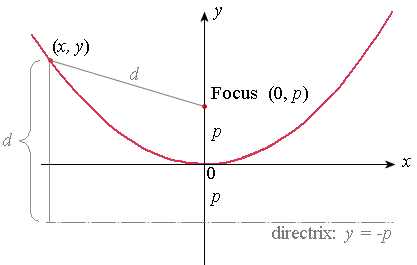 y
(x, y)
d
Focus (0, p)
d
p
0
x
p
directrix: y = -p